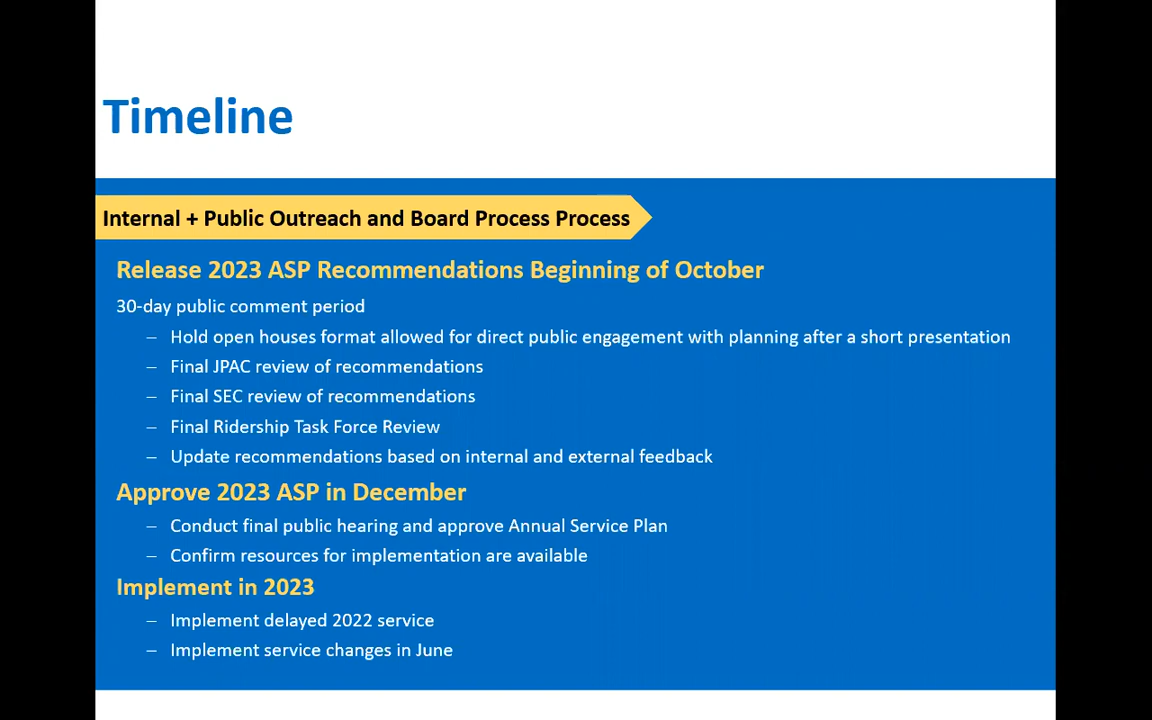 Timeline
Internal + Public Outreach and Board Process Process
Release 2023 ASP Recommendations Beginning of October
30-day public comment period
– Hold open houses format allowed for direct public engagement with planning after a short presentation
– Final JPAC review of recommendations
– Final SEC review of recommendations
– Final Ridership Task Force Review
– Update recommendations based on internal and external feedback
Approve 2023 ASP in December
– Conduct final public hearing and approve Annual Service Plan
– Confirm resources for implementation are available
Implement in 2023
– Implement delayed 2022 service
– Implement service changes in June